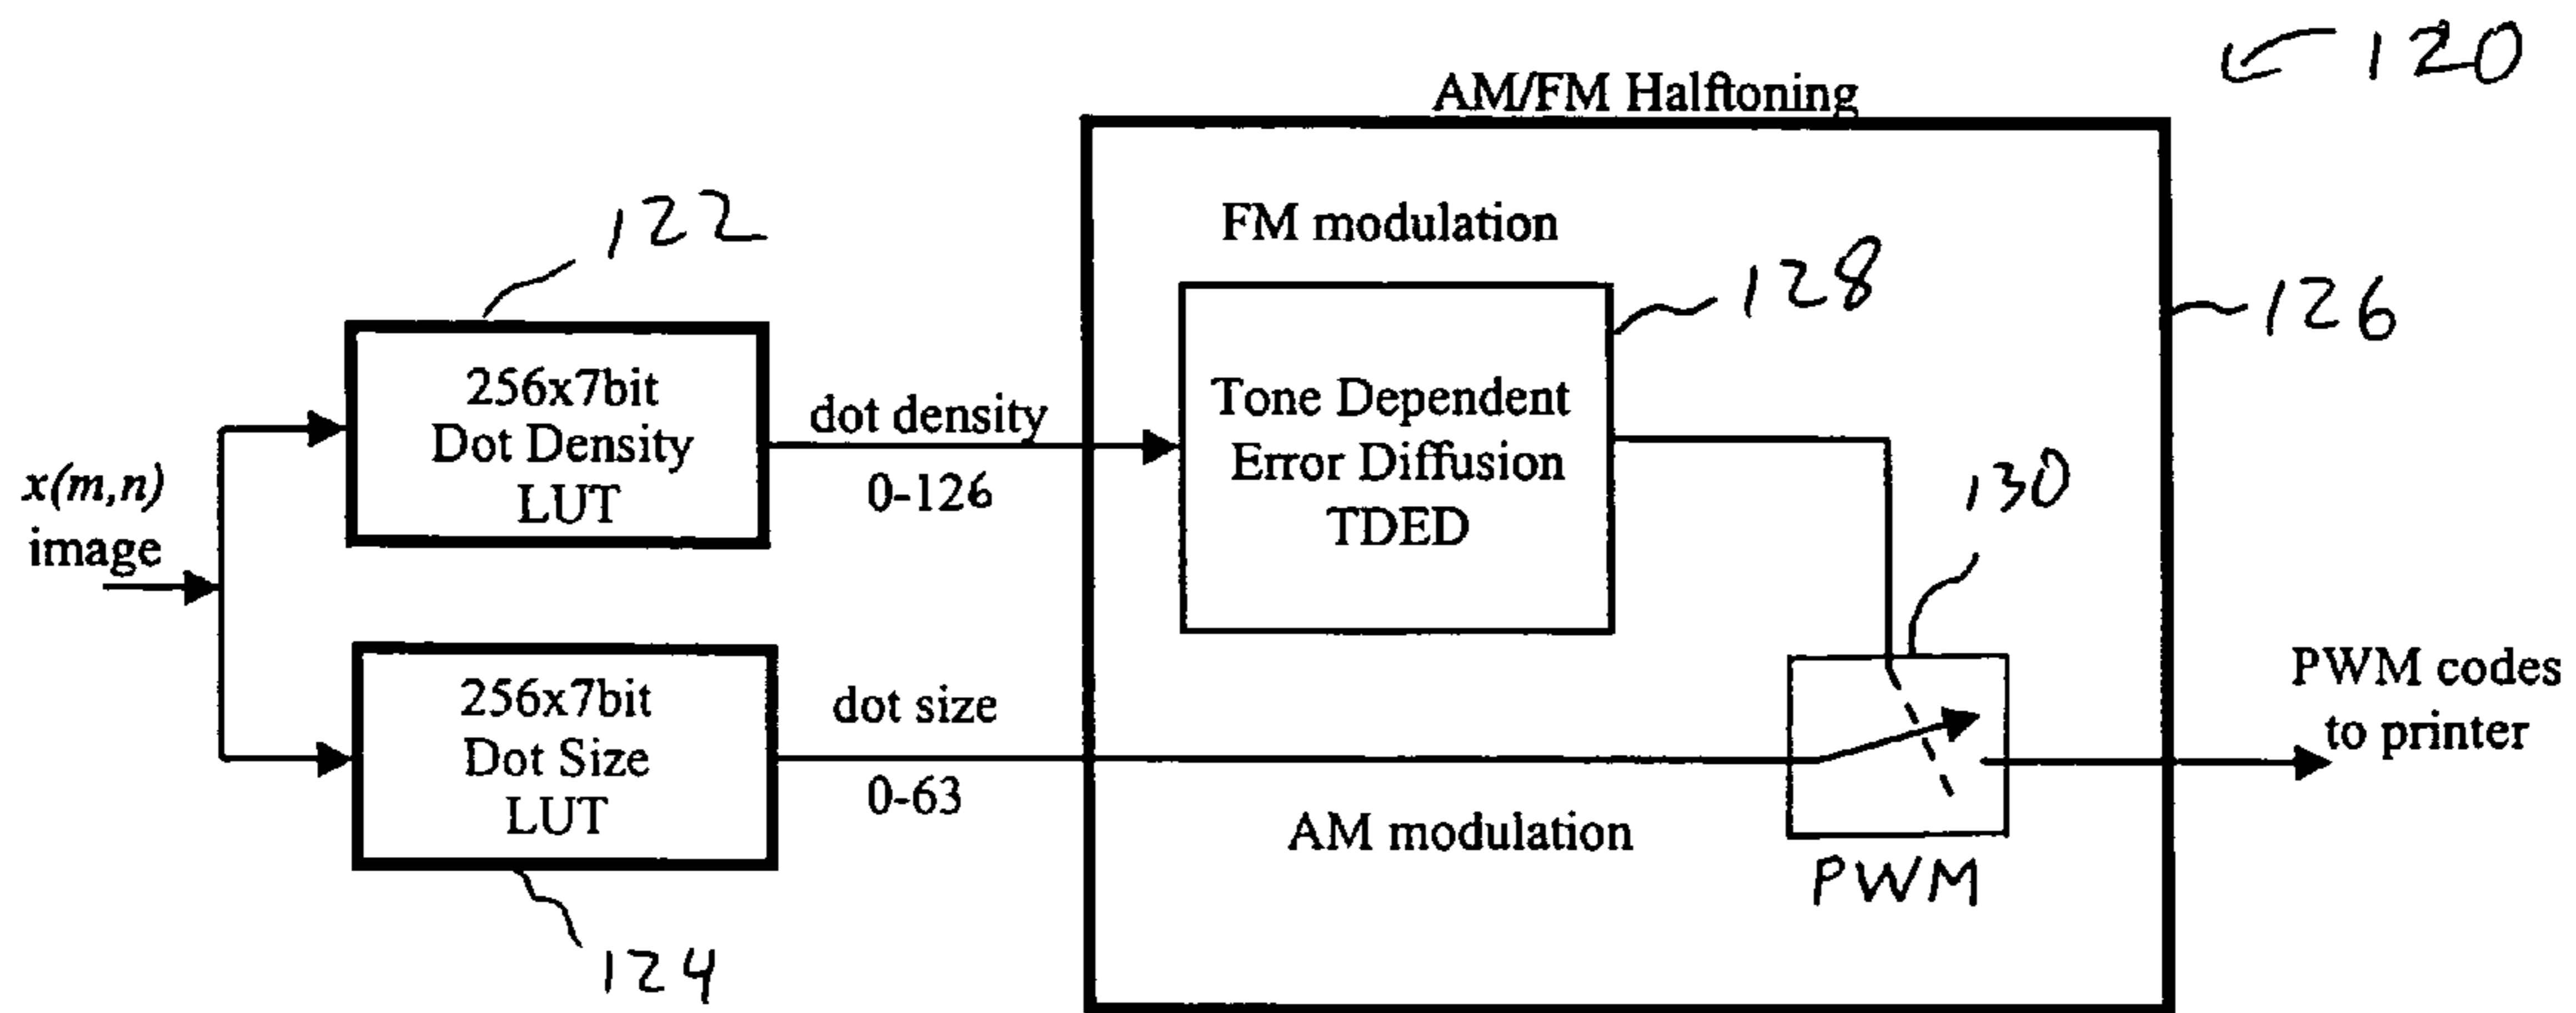 120
AM/FM Halftoning
122
FM modulation
128
126
256x7bit
Dot Density
LUT
dot density
0-126
Tone Dependent
Error Diffusion
TDED
130
x(m,n)
image
256x7bit
Dot Size
LUT
dot size
0-63
PWM codes
to printer
AM modulation
PWM
124